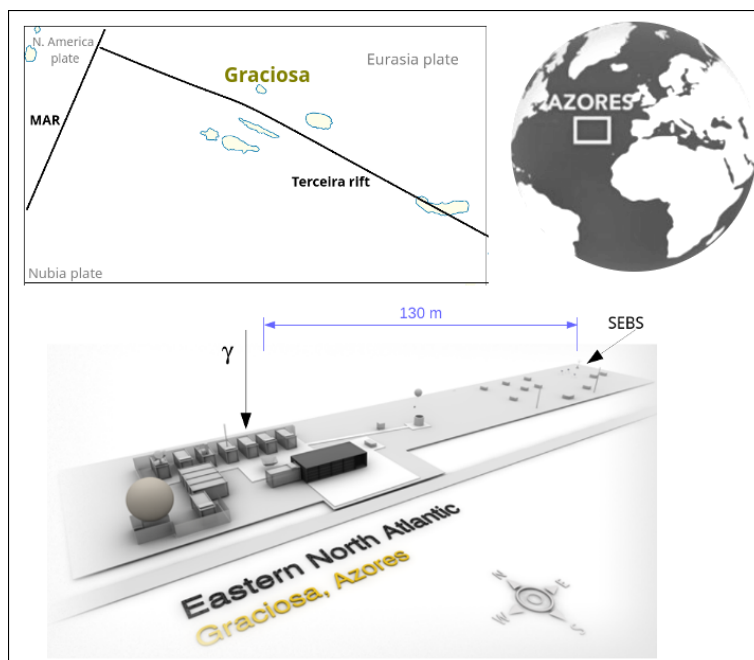 N. America
plate
Graciosa
Eurasia plate
MAR
Terceira rift
Nubia plate
AZORES
130 m
SEBS
γ
Eastern North Atlantic
Graciosa, Azores
N
E
W
S